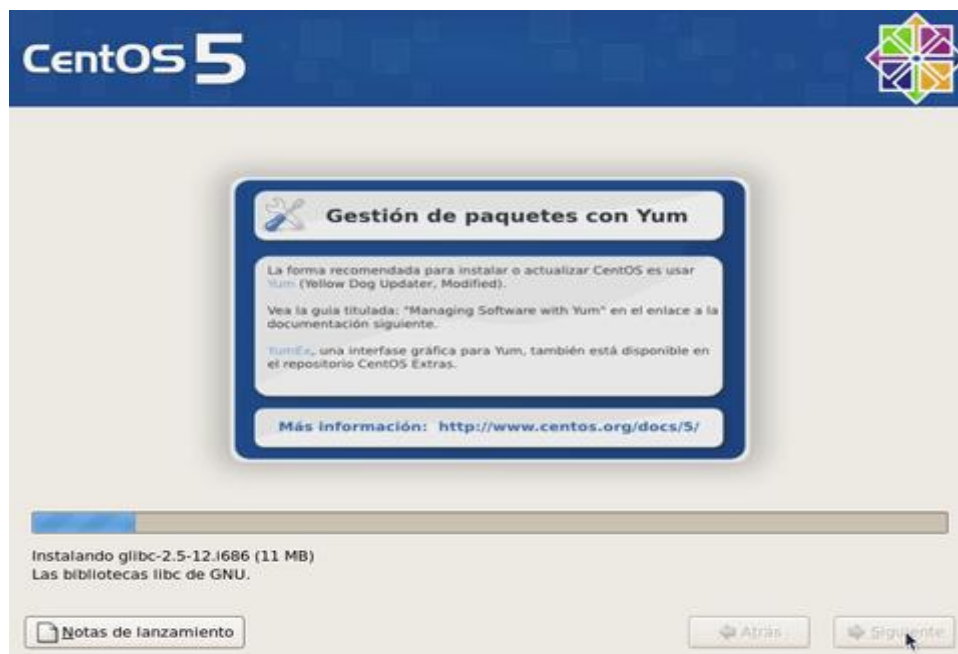 CentOS 5
Gestión de paquetes con Yum
La forma recomendada para instalar o actualizar CentOS es usar
Yum (Yellow Dog Updater, Modified).
Vea la guia titulada: "Managing Software with Yum" en el enlace a la
documentación siguiente.
YumEx, una interfase gráfica para Yum, también está disponible en
el repositorio CentOS Extras.
Más información: http://www.centos.org/docs/5/
Instalando glibc-2.5-12.i686 (11 MB)
Las bibliotecas libc de GNU.
Notas de lanzamiento
Atrás
Siguiente